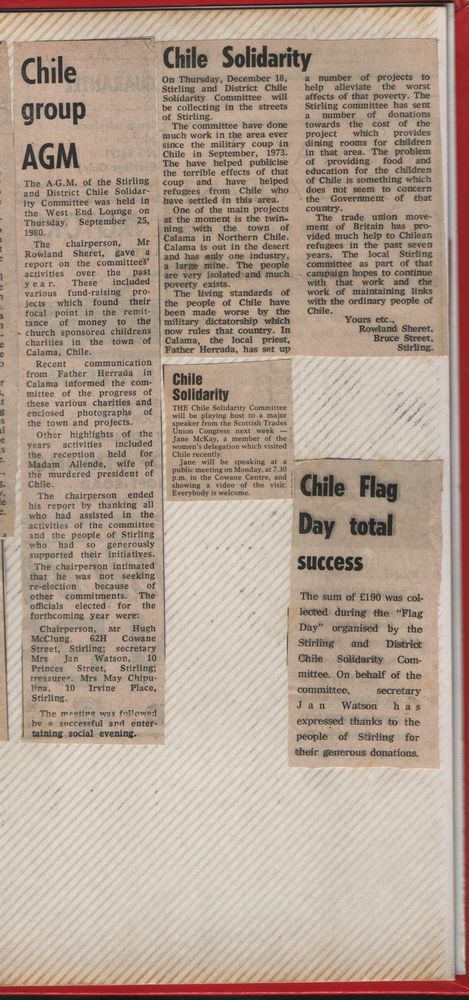 Chile
group
AGM
The A.G.M. of the Stirling
and District Chile Solidar-
ity Committee was held in
the West End Lounge on
Thursday, September 25,
1980.
The chairperson, Mr
Rowland Sheret, gave a
report on the committees'
activities over the past
year. These included
various fund-raising pro-
jects which found their
focal point in the remit-
tance of money to the
church sponsored childrens
charities in the town of
Calama, Chile.
Recent communication
from Father Herrada in
Calama informed the com-
mittee of the progress of
these various charities and
enclosed photographs of
the town and projects.
Other highlights of the
years activities included
the reception held for
Madam Allende, wife of
the murdered president of
Chile.
The chairperson ended
his report by thanking all
who had assisted in the
activities of the committee
and the people of Stirling
who had so generously
supported their initiatives.
The chairperson intimated
that he was not seeking
re-election because of
other commitments. The
officials elected for the
forthcoming year were:
Chairperson, Mr Hugh
McClung 62H Cowane
Street, Stirling; secretary
Mrs Jan Watson, 10
Princes Street, Stirling;
treasurer, Mrs May Chipu-
lina, 10 Irvine Place,
Stirling.
The meeting was followed
by a successful and enter-
taining social evening.
Chile Solidarity
On Thursday, December 18,
Stirling and District Chile
Solidarity Committee will
be collecting in the streets
of Stirling.
The committee have done
much work in the area ever
since the military coup in
Chile in September, 1973.
The have helped publicise
the terrible effects of that
coup and have helped
refugees from Chile who
have settled in this area.
One of the main projects
at the moment is the twin-
ning with the town of
Calama in Northern Chile.
Calama is out in the desert
and has only one industry,
a large mine. The people
are very isolated and much
poverty exists.
The living standards of
the people of Chile have
been made worse by the
military dictatorship which
now rules that country. In
Calama, the local priest,
Father Herrada, has set up
a number of projects to
help alleviate the worst
affects of that poverty. The
Stirling committee has sent
a number of donations
towards the cost of the
project which provides
dining rooms for children
in that area. The problem
of providing food and
education for the children
of Chile is something which
does not seem to concern
the Government of that
country.
The trade union move-
ment of Britain has pro-
vided much help to Chilean
refugees in the past seven
years. The local Stirling
committee as part of that
campaign hopes to continue
with that work and the
work of maintaining links
with the ordinary people of
Chile.
Yours etc.,
Rowland Sheret,
Bruce Street,
Stirling.
Chile
Solidarity
THE Chile Solidarity Committee
will be playing host to a major
speaker from the Scottish Trades
Union Congress next week —
Jane McKay, a member of the
women's delegation which visited
Chile recently.
Jane will be speaking at a
public meeting on Monday, at 7.30
p.m. in the Cowane Centre, and
showing a video of the visit.
Everybody is welcome.
Chile Flag
Day total
success
The sum of £190 was col-
lected during the "Flag
Day" organised by the
Stirling and District
Chile Solidarity Com-
mittee. On behalf of the
committee, secretary
Jan Watson has
expressed thanks to the
people of Stirling for
their generous donations.